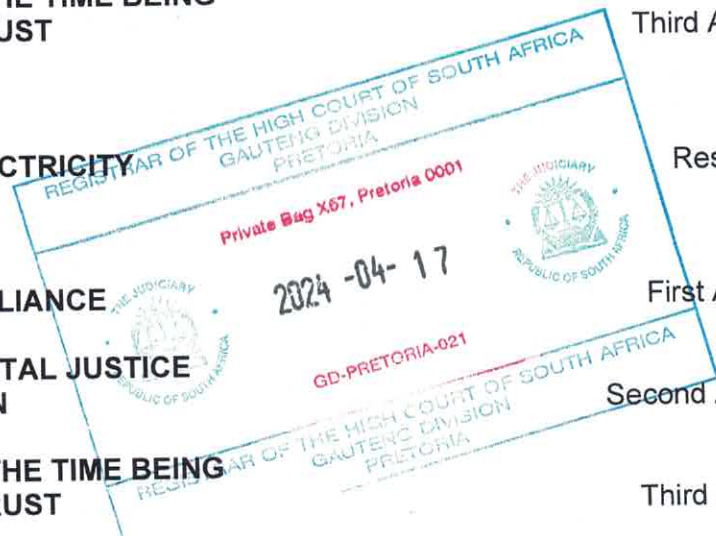 THE TIME BEING
UST
Third A
REGISTRAR OF THE HIGH COURT OF SOUTH AFRICA
GAUTENG DIVISION
PRETORIA
CTRICITY
Res
Private Bag X67, Pretoria 0001
THE JUDICIARY
REPUBLIC OF SOUTH AFRICA
2024 -04- 17
LIANCE
First A
THE JUDICIARY
REPUBLIC OF SOUTH AFRICA
GD-PRETORIA-021
TAL JUSTICE
N
Second
REGISTRAR OF THE HIGH COURT OF SOUTH AFRICA
GAUTENG DIVISION
PRETORIA
THE TIME BEING
UST
Third